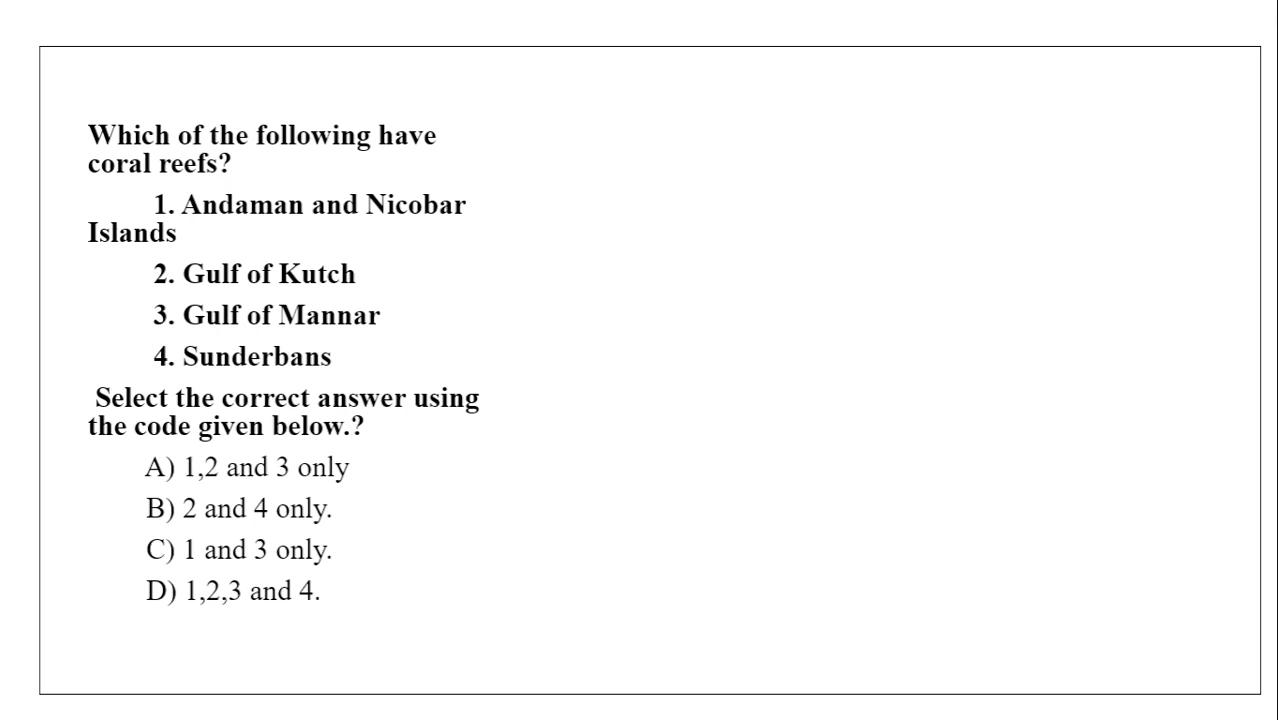 Which of the following have
coral reefs?
1. Andaman and Nicobar
Islands
2. Gulf of Kutch
3. Gulf of Mannar
4. Sunderbans
Select the correct answer using
the code given below.?
A) 1,2 and 3 only
B) 2 and 4 only.
C) 1 and 3 only.
D) 1,2,3 and 4.